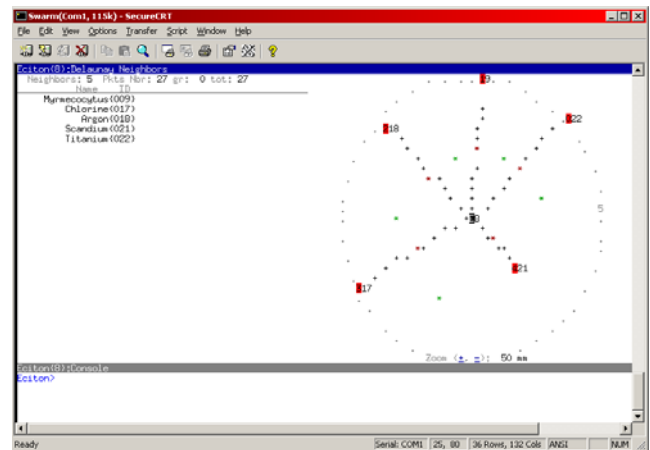 Swarm(Com1, 115k) - SecureCRT
File Edit View Options Transfer Script Window Help
Eciton(8):Delaunay Neighbors
Neighbors: 5 Pkts Nbr: 27 gr: 0 tot: 27
Name ID
Myrmecocytus(009)
Chlorine(017)
Argon(018)
Scandium(021)
Titanium(022)
9
22
18
8
5
21
17
Zoom (+, -): 50 mm
Eciton(8):Console
Eciton>
Ready Serial: COM1 25, 80 36 Rows, 132 Cols ANSI NUM